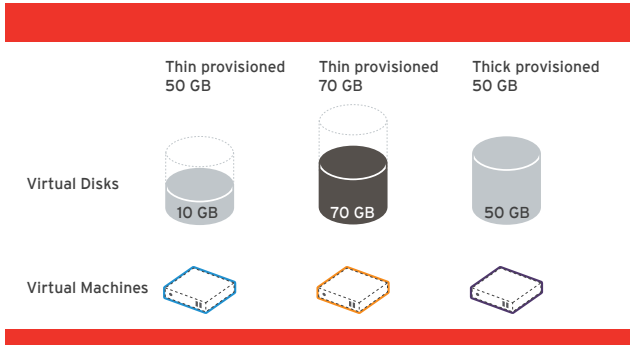 Thin provisioned
50 GB
Thin provisioned
70 GB
Thick provisioned
50 GB
Virtual Disks
10 GB
70 GB
50 GB
Virtual Machines